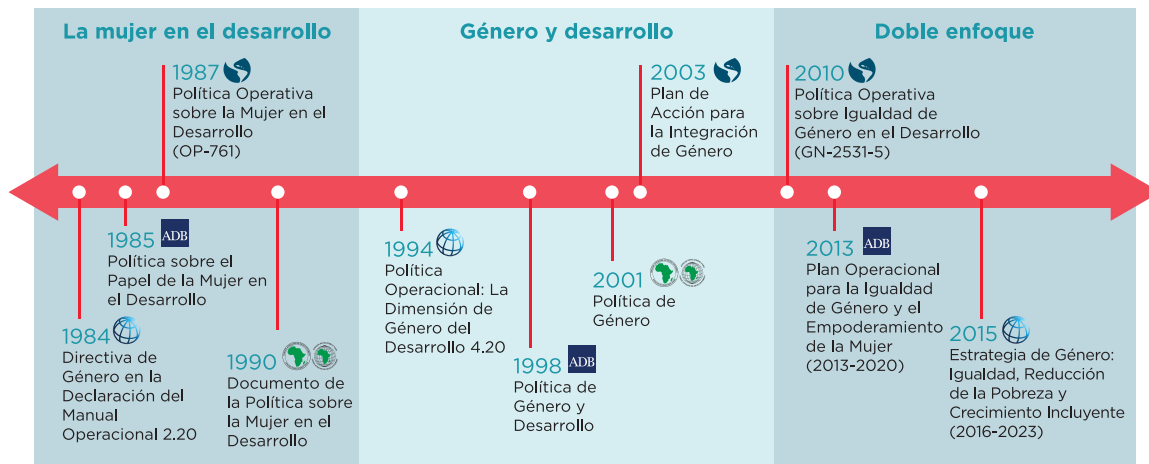 La mujer en el desarrollo
Género y desarrollo
Doble enfoque
1987
Política Operativa
sobre la Mujer en el
Desarrollo
(OP-761)
2003
Plan de
Acción para
la Integración
de Género
2010
Política Operativa
sobre Igualdad de
Género en el Desarrollo
(GN-2531-5)
1984
Directiva de
Género en la
Declaración del
Manual
Operacional 2.20
1985 ADB
Política sobre el
Papel de la Mujer en
el Desarrollo
1990
Documento de
la Política sobre
la Mujer en el
Desarrollo
1994
Política
Operacional: La
Dimensión de
Género del
Desarrollo 4.20
1998 ADB
Política de
Género y
Desarrollo
2001
Política de
Género
2013 ADB
Plan Operacional
para la Igualdad
de Género y el
Empoderamiento
de la Mujer
(2013-2020)
2015
Estrategia de Género:
Igualdad, Reducción
de la Pobreza y
Crecimiento Incluyente
(2016-2023)